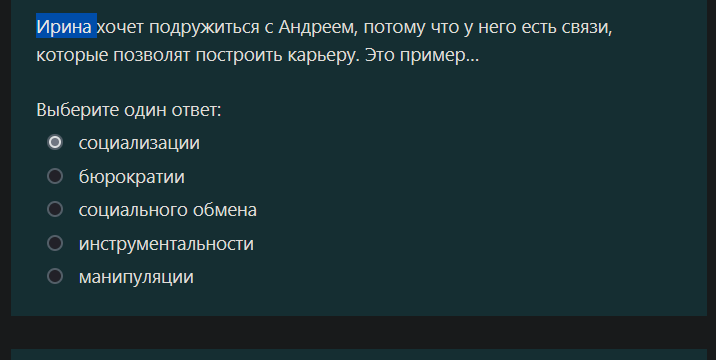 Ирина хочет подружиться с Андреем, потому что у него есть связи,
которые позволят построить карьеру. Это пример...
Выберите один ответ:
социализации
бюрократии
социального обмена
инструментальности
манипуляции